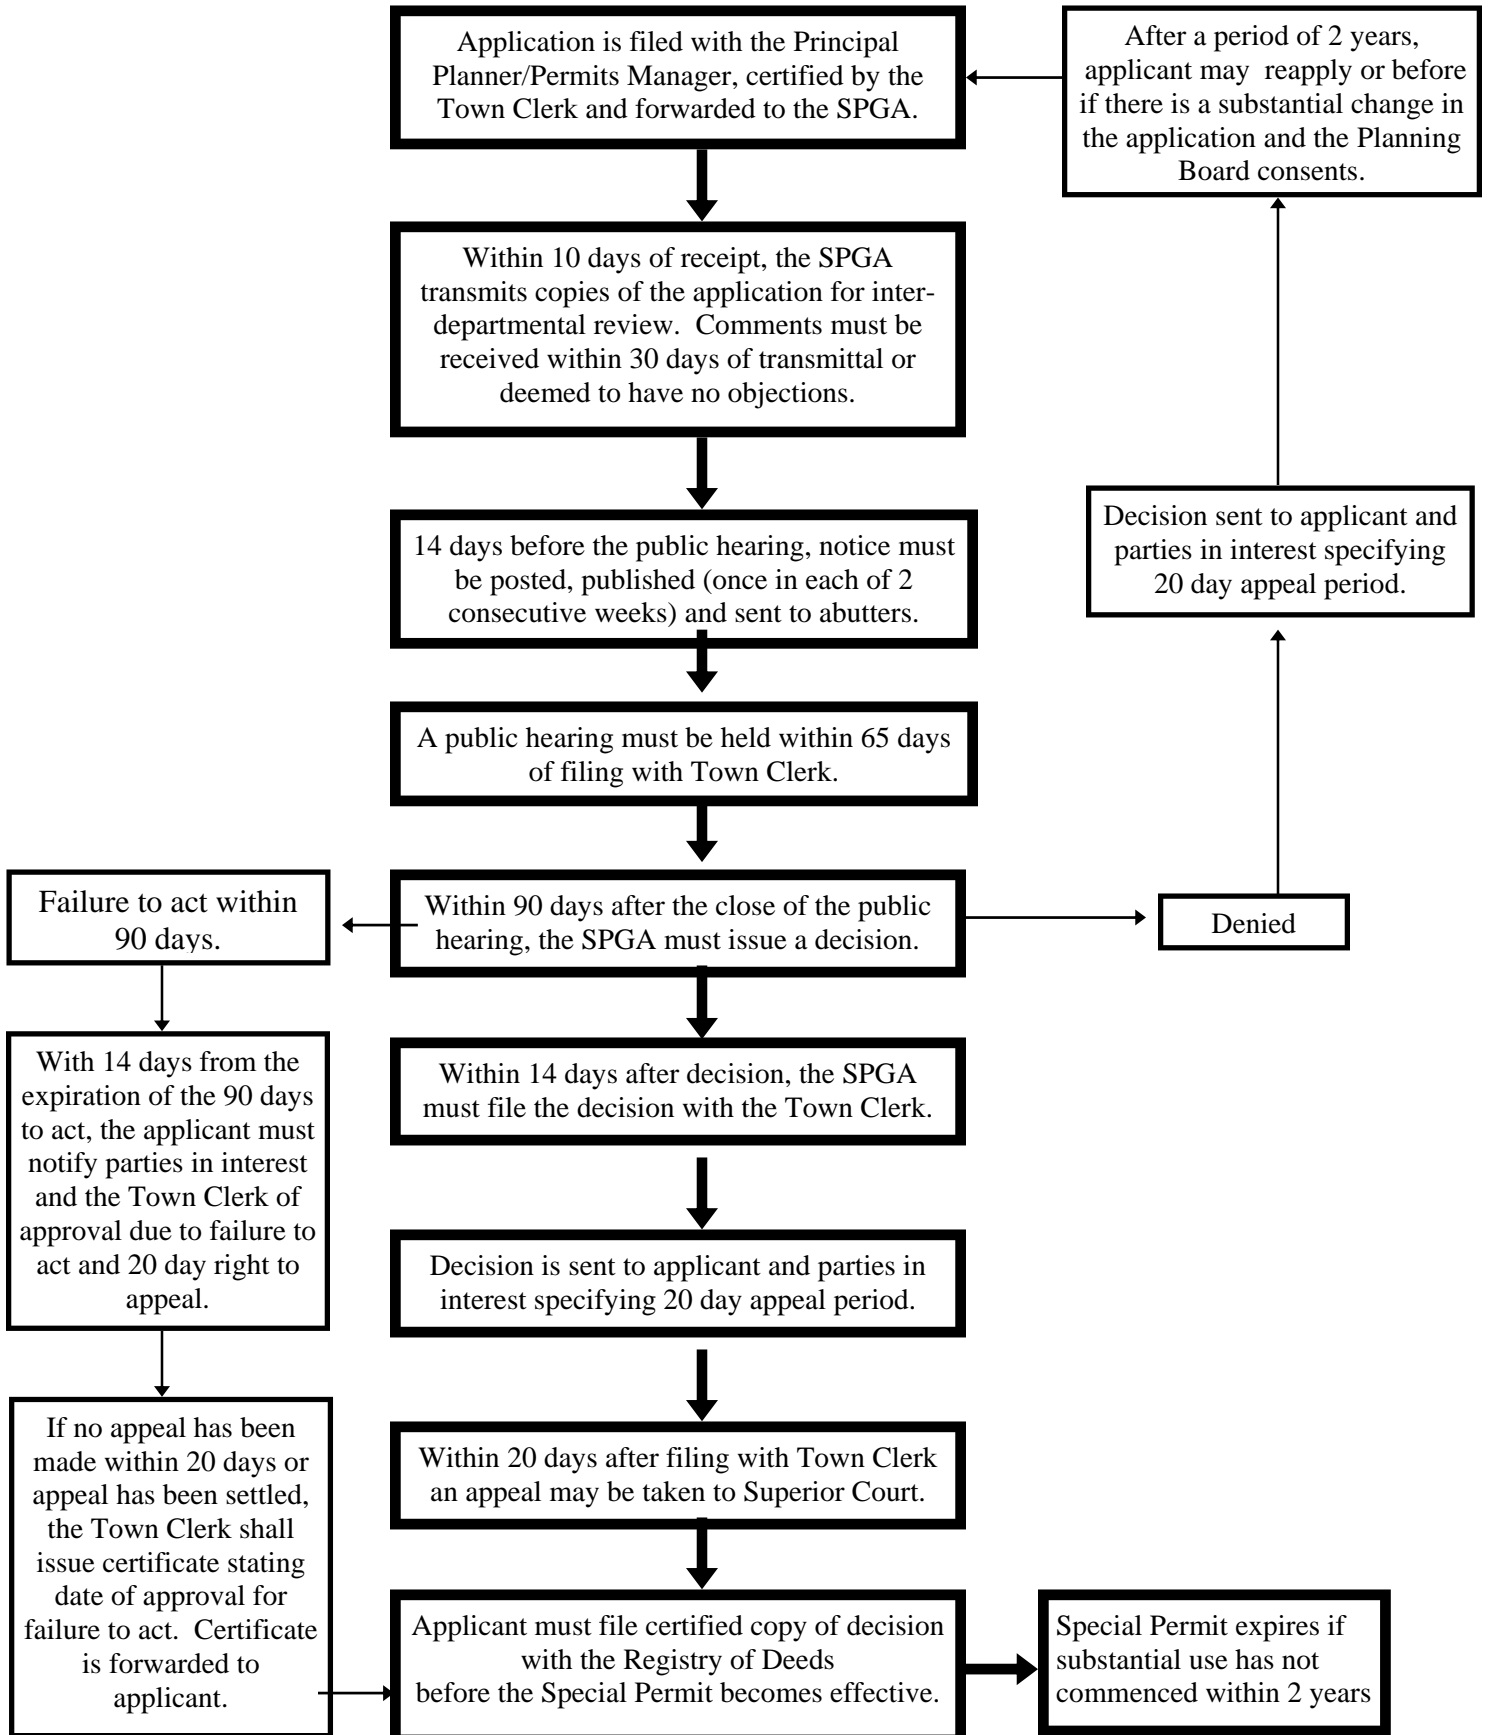 Application is filed with the Principal
Planner/Permits Manager, certified by the
Town Clerk and forwarded to the SPGA.
After a period of 2 years,
applicant may reapply or before
if there is a substantial change in
the application and the Planning
Board consents.
Within 10 days of receipt, the SPGA
transmits copies of the application for inter-
departmental review. Comments must be
received within 30 days of transmittal or
deemed to have no objections.
14 days before the public hearing, notice must
be posted, published (once in each of 2
consecutive weeks) and sent to abutters.
Decision sent to applicant and
parties in interest specifying
20 day appeal period.
A public hearing must be held within 65 days
of filing with Town Clerk.
Failure to act within
90 days.
Within 90 days after the close of the public
hearing, the SPGA must issue a decision.
Denied
With 14 days from the
expiration of the 90 days
to act, the applicant must
notify parties in interest
and the Town Clerk of
approval due to failure to
act and 20 day right to
appeal.
Within 14 days after decision, the SPGA
must file the decision with the Town Clerk.
Decision is sent to applicant and parties in
interest specifying 20 day appeal period.
If no appeal has been
made within 20 days or
appeal has been settled,
the Town Clerk shall
issue certificate stating
date of approval for
failure to act. Certificate
is forwarded to
applicant.
Within 20 days after filing with Town Clerk
an appeal may be taken to Superior Court.
Applicant must file certified copy of decision
with the Registry of Deeds
before the Special Permit becomes effective.
Special Permit expires if
substantial use has not
commenced within 2 years